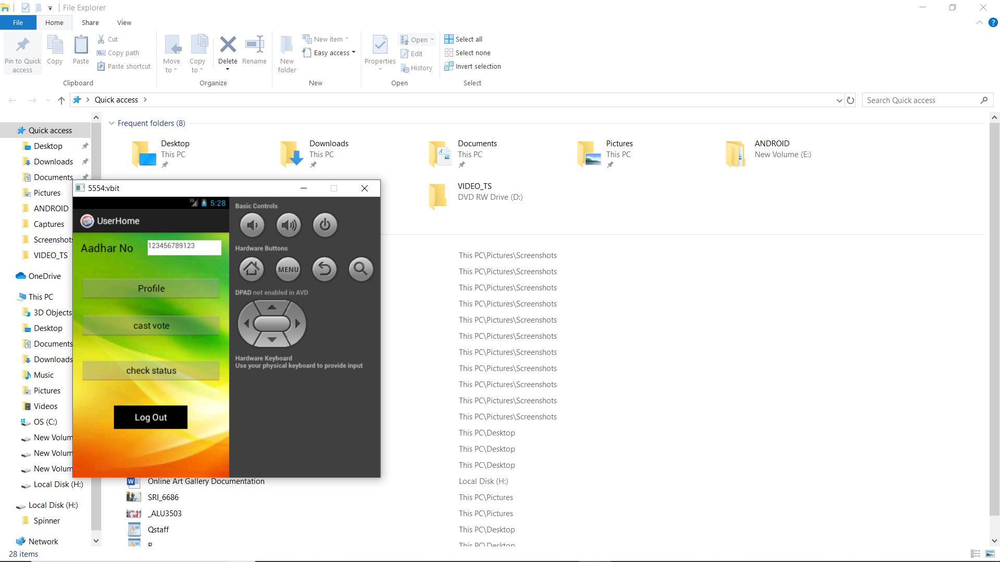 File Explorer
File Home Share View
Pin to Quick access
Copy
Paste
Cut
Copy path
Paste shortcut
Clipboard
Move to
Copy to
Delete
Rename
Organize
New folder
New item
Easy access
New
Properties
Open
Edit
History
Open
Select all
Select none
Invert selection
Select
Quick access
Search Quick access
Quick access
Desktop
Downloads
Documents
Pictures
ANDROID
Captures
Screenshots
VIDEO_TS
OneDrive
This PC
3D Objects
Desktop
Documents
Downloads
Music
Pictures
Videos
OS (C:)
New Volum
New Volum
New Volum
Local Disk (H:)
Local Disk (H:)
Spinner
Network
28 items
Frequent folders (8)
Desktop
This PC
Downloads
This PC
Documents
This PC
Pictures
This PC
ANDROID
New Volume (E:)
VIDEO_TS
DVD RW Drive (D:)
5554:vbit
3G 5:28
UserHome
Aadhar No 123456789123
Profile
cast vote
check status
Log Out
Basic Controls
Hardware Buttons
MENU
DPAD not enabled in AVD
Hardware Keyboard
Use your physical keyboard to provide input
This PC\Pictures\Screenshots
This PC\Pictures\Screenshots
This PC\Pictures\Screenshots
This PC\Pictures\Screenshots
This PC\Pictures\Screenshots
This PC\Pictures\Screenshots
This PC\Pictures\Screenshots
This PC\Pictures\Screenshots
This PC\Pictures\Screenshots
This PC\Pictures\Screenshots
This PC\Pictures\Screenshots
This PC\Desktop
This PC\Desktop
This PC\Desktop
Online Art Gallery Documentation Local Disk (H:)
SRI_6686 This PC\Pictures
_ALU3503 This PC\Pictures
Qstaff This PC\Desktop
R This PC\Desktop